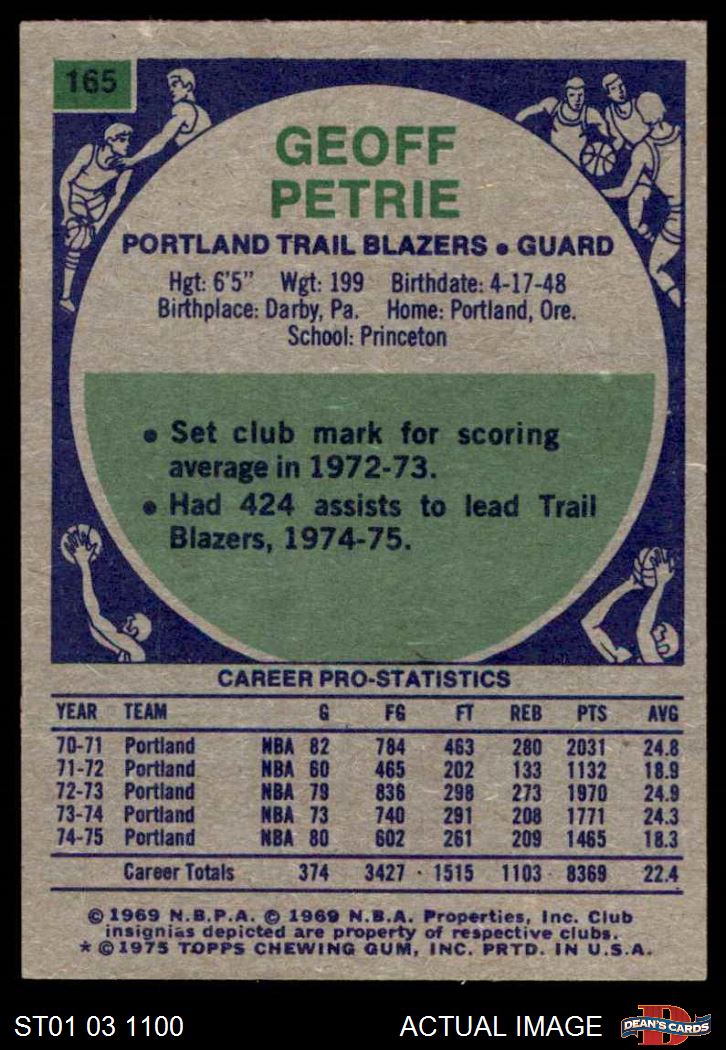 165
GEOFF
PETRIE
PORTLAND TRAIL BLAZERS • GUARD
Hgt: 6'5" Wgt: 199 Birthdate: 4-17-48
Birthplace: Darby, Pa. Home: Portland, Ore.
School: Princeton
• Set club mark for scoring
average in 1972-73.
• Had 424 assists to lead Trail
Blazers, 1974-75.
CAREER PRO-STATISTICS
YEAR TEAM G FG FT REB PTS AVG
70-71 Portland NBA 82 784 463 280 2031 24.8
71-72 Portland NBA 60 465 202 133 1132 18.9
72-73 Portland NBA 79 836 298 273 1970 24.9
73-74 Portland NBA 73 740 291 208 1771 24.3
74-75 Portland NBA 80 602 261 209 1465 18.3
Career Totals 374 3427 1515 1103 8369 22.4
© 1969 N.B.P.A. © 1969 N.B.A. Properties, Inc. Club
insignias depicted are property of respective clubs.
* © 1975 TOPPS CHEWING GUM, INC. PRTD. IN U.S.A.
ST01 03 1100 ACTUAL IMAGE
D
DEAN'S CARDS